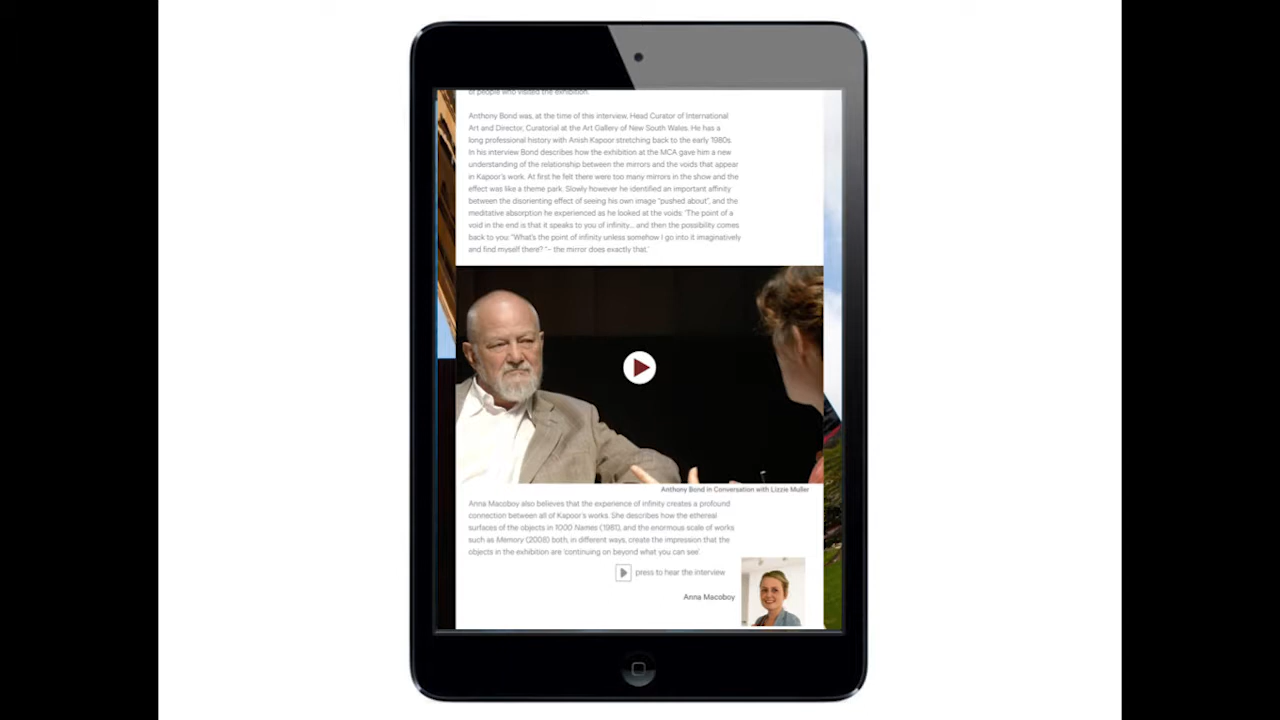 of people who visited the exhibition.
Anthony Bond was, at the time of this interview, Head Curator of International
Art and Director, Curatorial at the Art Gallery of New South Wales. He has a
long professional history with Anish Kapoor stretching back to the early 1980s.
In his interview Bond describes how the exhibition at the MCA gave him a new
understanding of the relationship between the mirrors and the voids that appear
in Kapoor's work. At first he felt there were too many mirrors in the show and the
effect was like a theme park. Slowly however he identified an important affinity
between the disorienting effect of seeing his own image "pushed about", and the
meditative absorption he experienced as he looked at the voids: 'The point of a
void in the end is that it speaks to you of infinity... and then the possibility comes
back to you: "What's the point of infinity unless somehow I go into it imaginatively
and find myself there? "– the mirror does exactly that.'
Anthony Bond in Conversation with Lizzie Muller
Anna Macoboy also believes that the experience of infinity creates a profound
connection between all of Kapoor's works. She describes how the ethereal
surfaces of the objects in 1000 Names (1981), and the enormous scale of works
such as Memory (2008) both, in different ways, create the impression that the
objects in the exhibition are 'continuing on beyond what you can see'.
press to hear the interview
Anna Macoboy